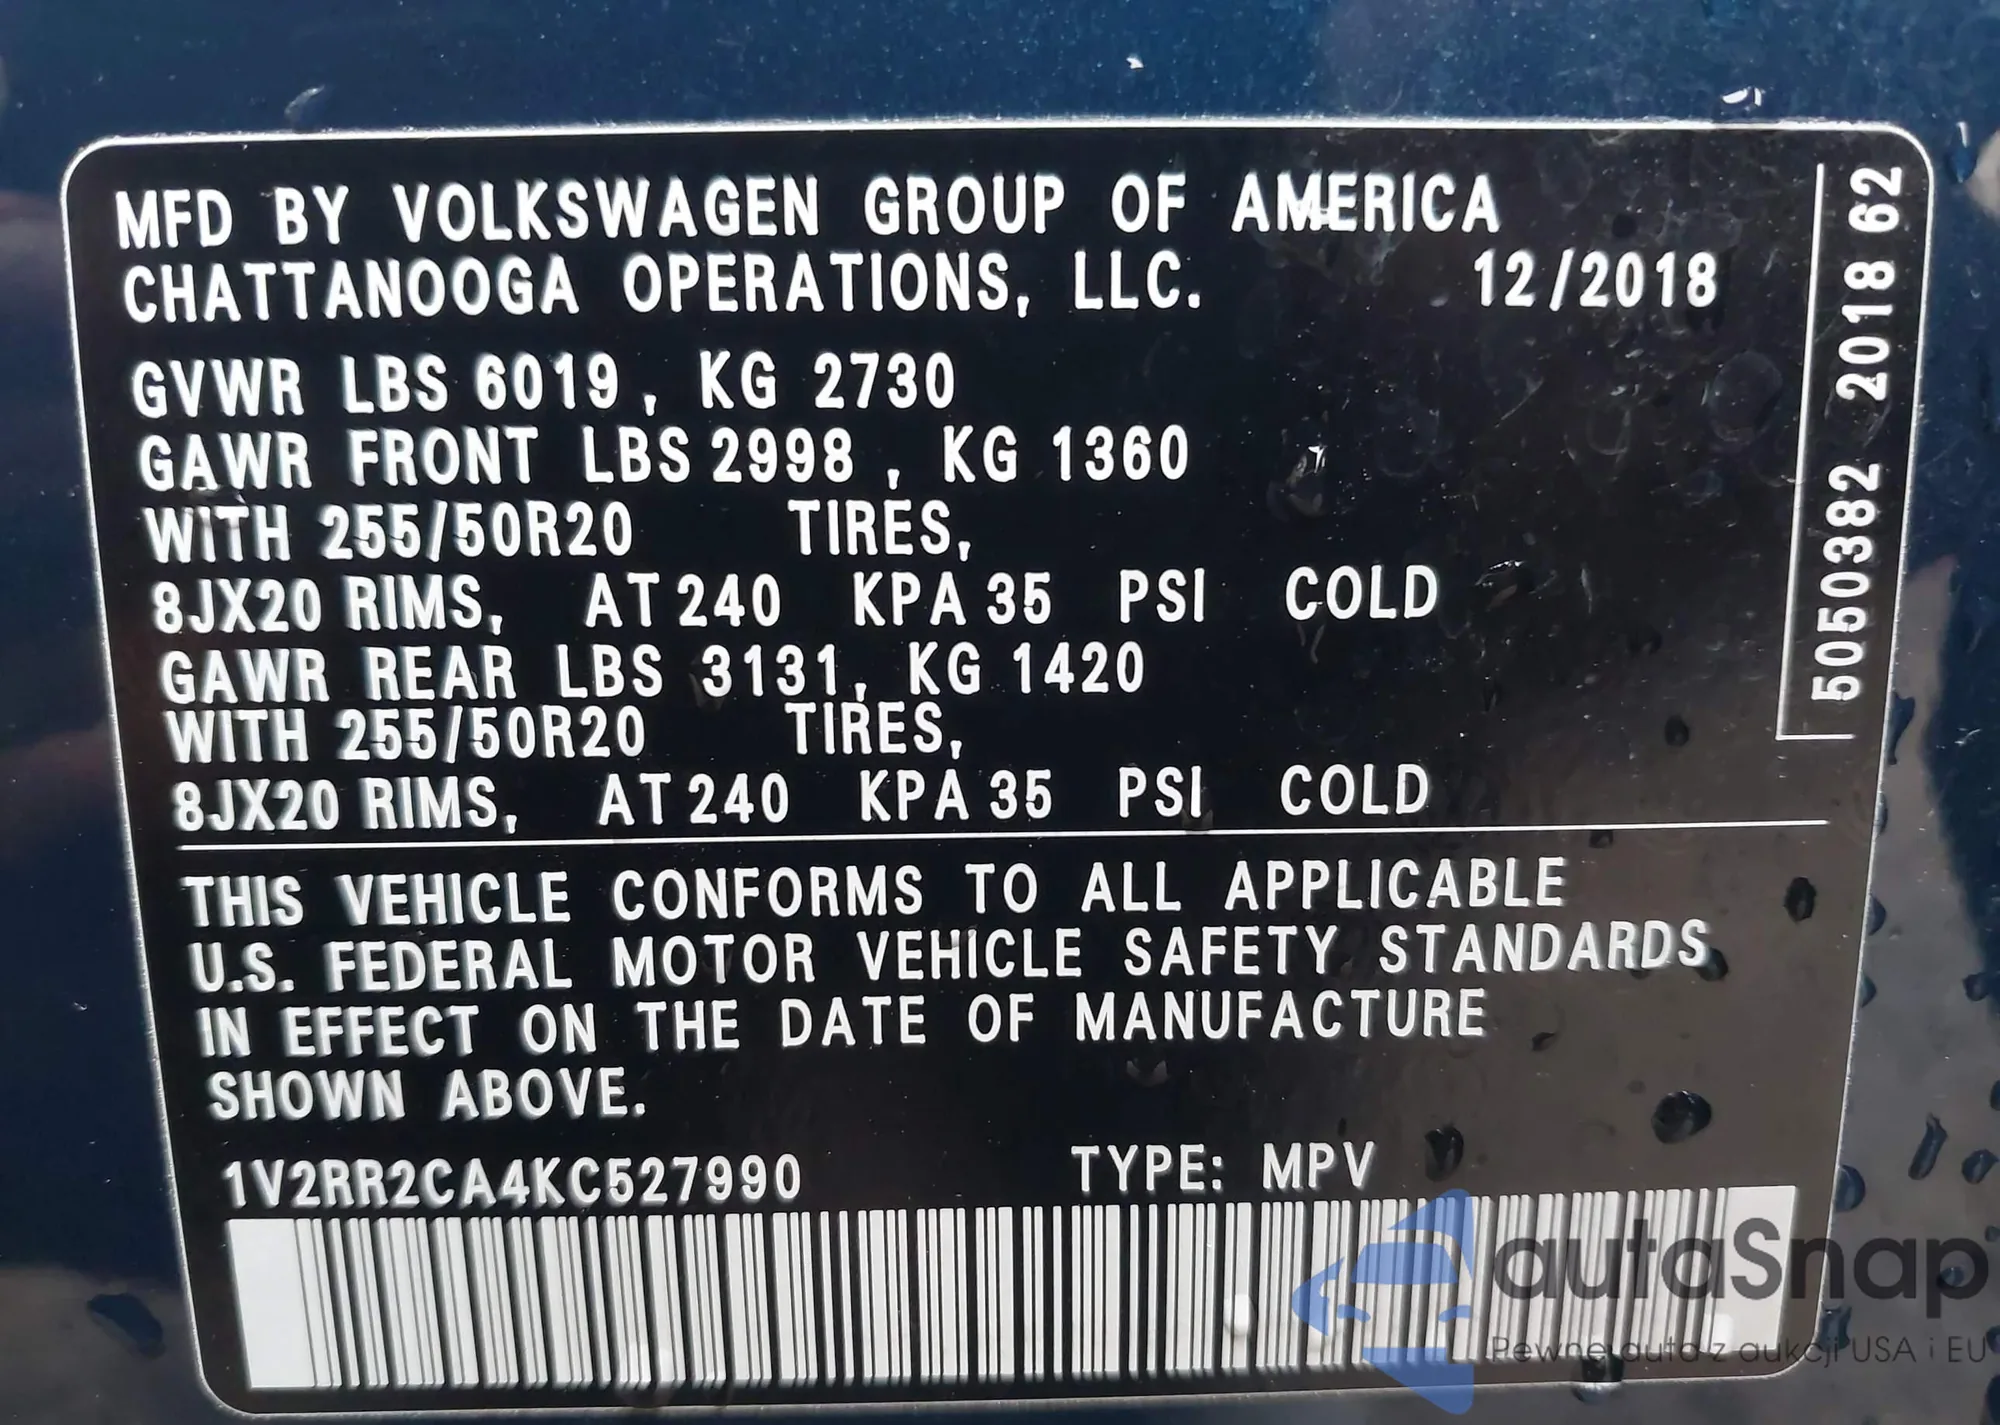 MFD BY VOLKSWAGEN GROUP OF AMERICA
CHATTANOOGA OPERATIONS, LLC. 12/2018
GVWR LBS 6019, KG 2730
GAWR FRONT LBS 2998, KG 1360
WITH 255/50R20 TIRES,
8JX20 RIMS, AT 240 KPA 35 PSI COLD
GAWR REAR LBS 3131, KG 1420
WITH 255/50R20 TIRES,
8JX20 RIMS, AT 240 KPA 35 PSI COLD
THIS VEHICLE CONFORMS TO ALL APPLICABLE
U.S. FEDERAL MOTOR VEHICLE SAFETY STANDARDS
IN EFFECT ON THE DATE OF MANUFACTURE
SHOWN ABOVE.
1V2RR2CA4KC527990 TYPE: MPV
5050382 2018 62
autaSnap
Pewne auta z aukcji USA i EU